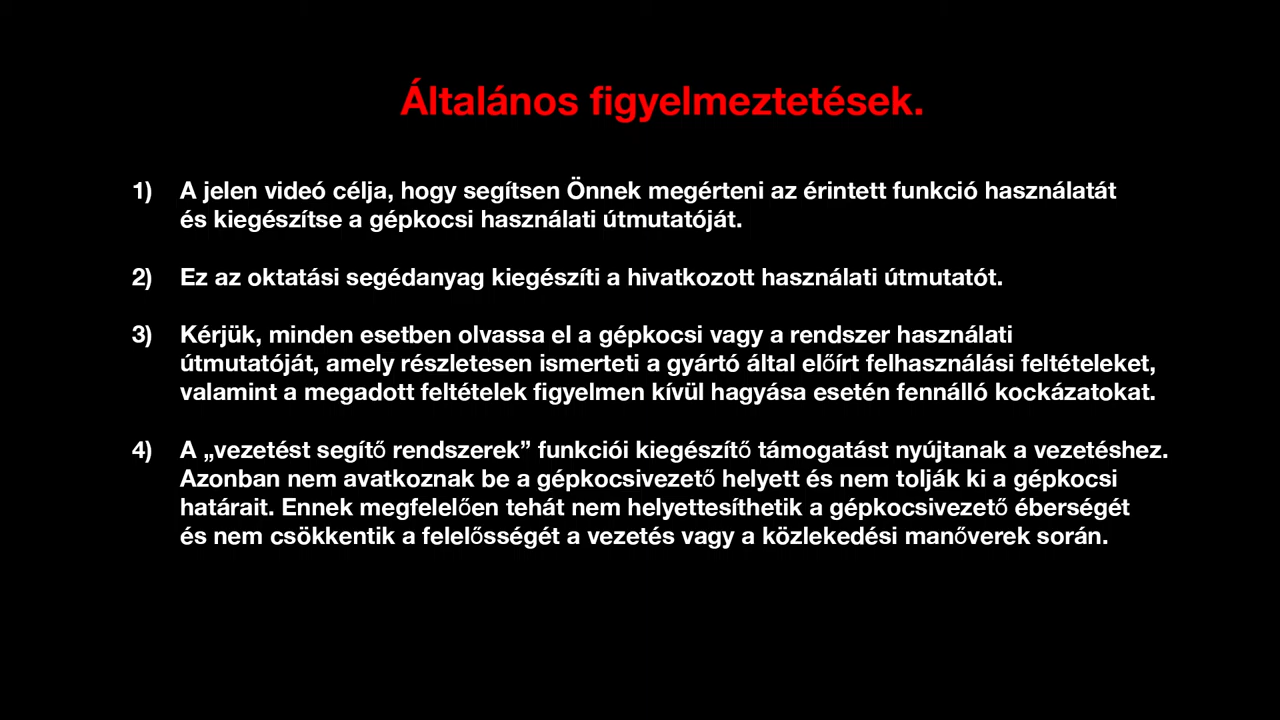 Általános figyelmeztetések.
1) A jelen videó célja, hogy segítsen Önnek megérteni az érintett funkció használatát
és kiegészítse a gépkocsi használati útmutatóját.
2) Ez az oktatási segédanyag kiegészíti a hivatkozott használati útmutatót.
3) Kérjük, minden esetben olvassa el a gépkocsi vagy a rendszer használati
útmutatóját, amely részletesen ismerteti a gyártó által előírt felhasználási feltételeket,
valamint a megadott feltételek figyelmen kívül hagyása esetén fennálló kockázatokat.
4) A „vezetést segítő rendszerek” funkciói kiegészítő támogatást nyújtanak a vezetéshez.
Azonban nem avatkoznak be a gépkocsivezető helyett és nem tolják ki a gépkocsi
határait. Ennek megfelelően tehát nem helyettesíthetik a gépkocsivezető éberségét
és nem csökkentik a felelősségét a vezetés vagy a közlekedési manőverek során.